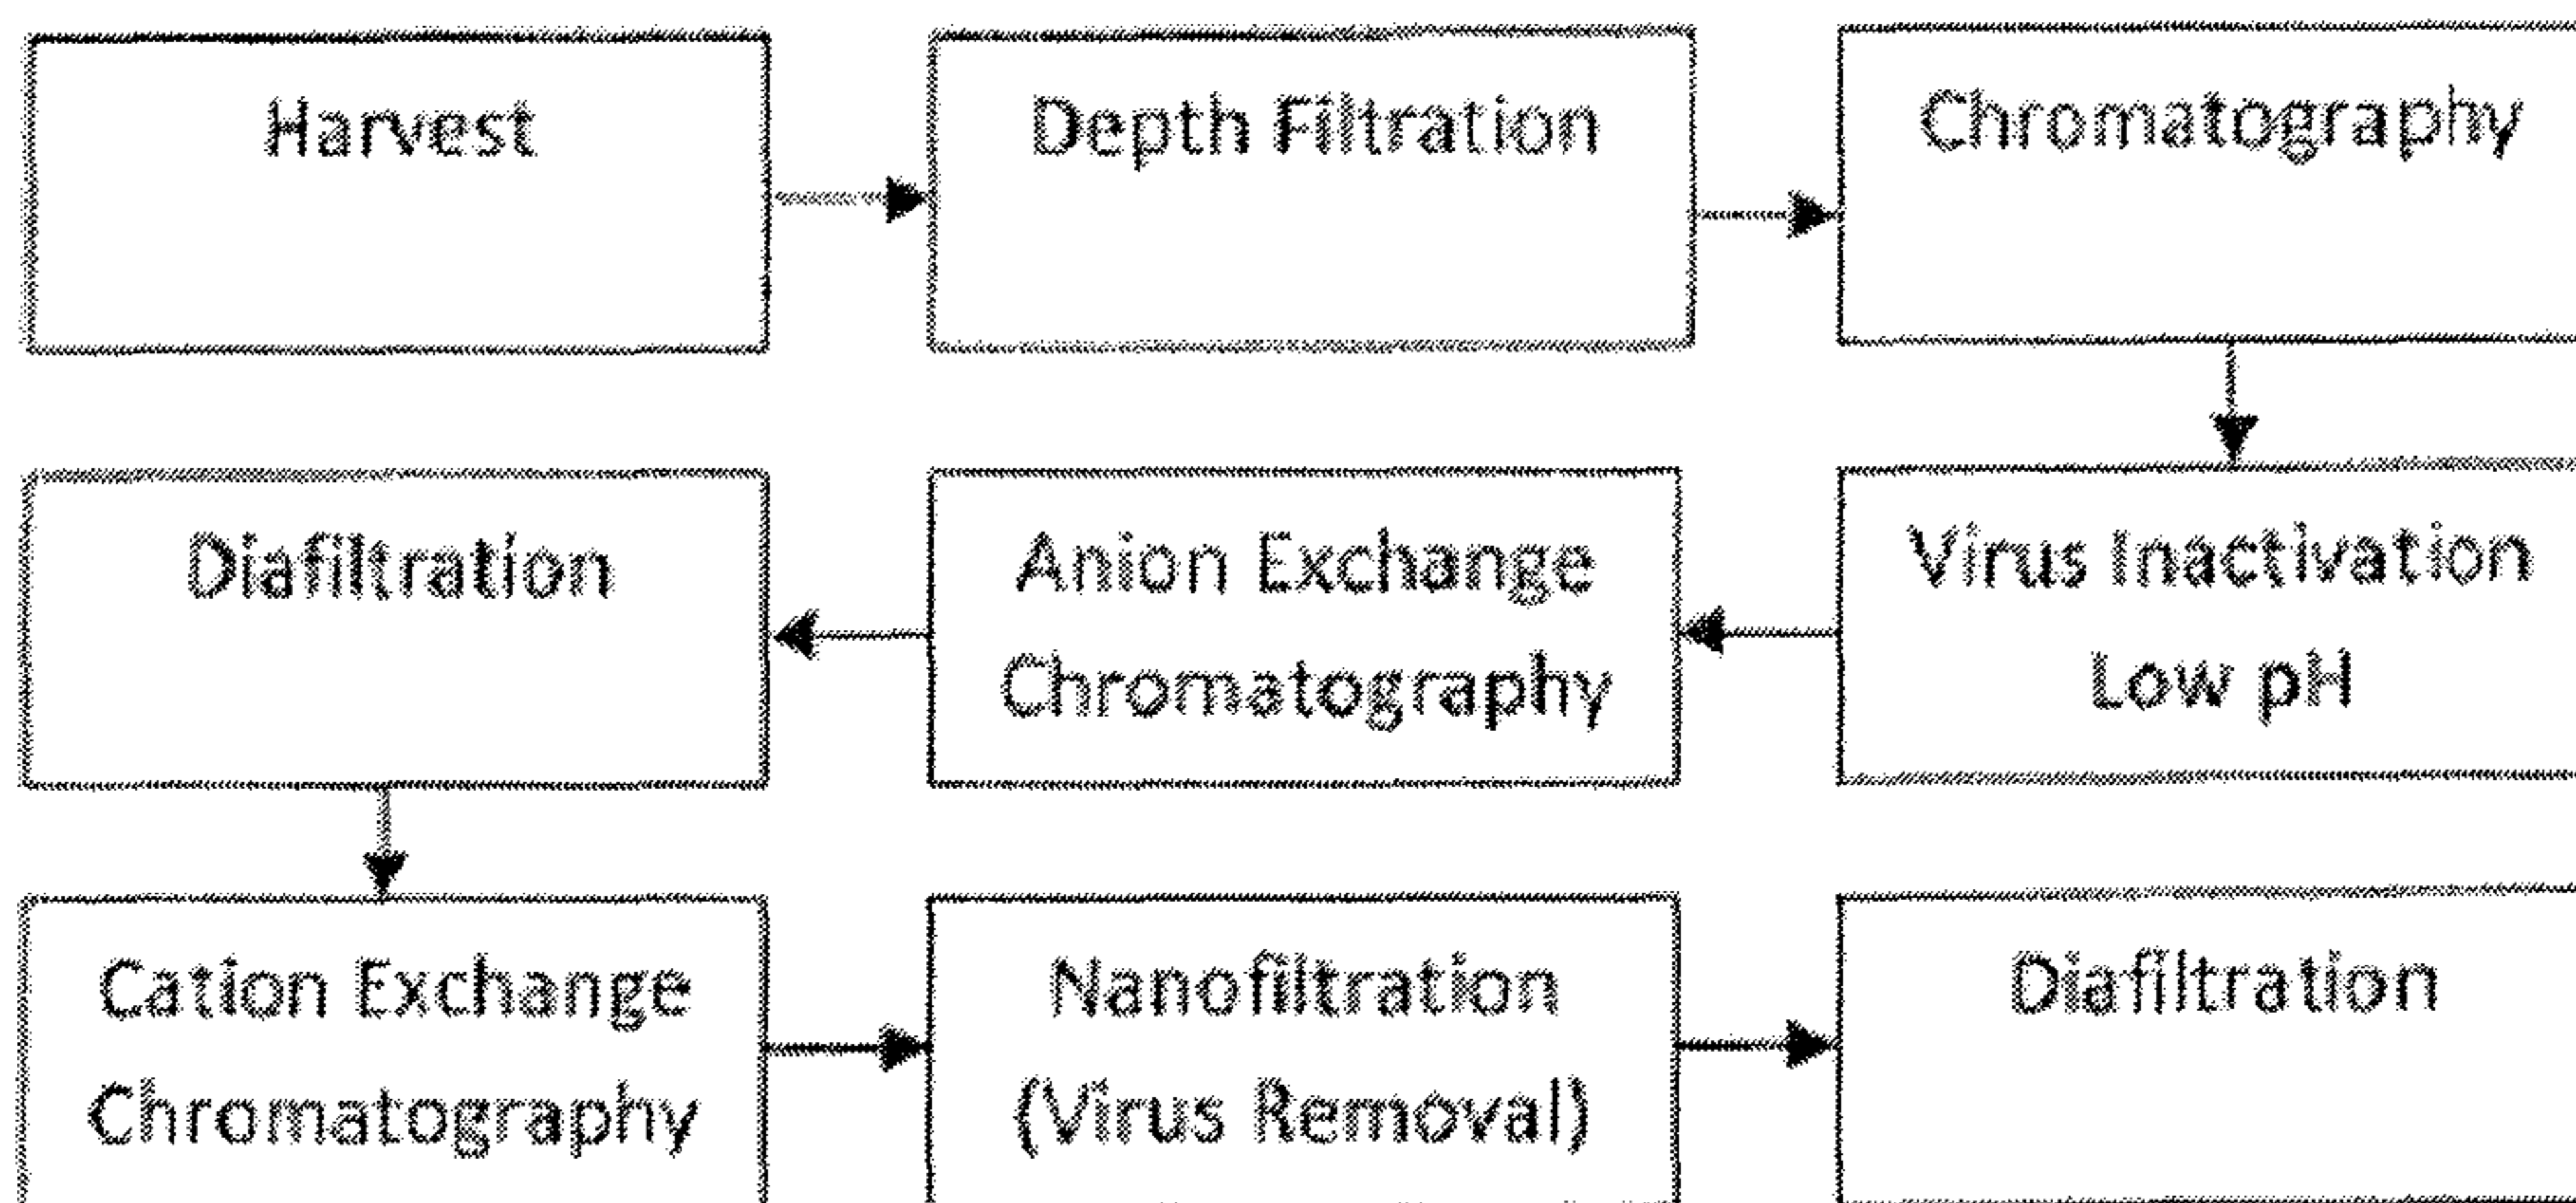 Harvest
Depth Filtration
Chromatography
Diafiltration
Anion Exchange
Chromatography
Virus Inactivation
Low pH
Cation Exchange
Chromatography
Nanofiltration
(Virus Removal)
Diafiltration